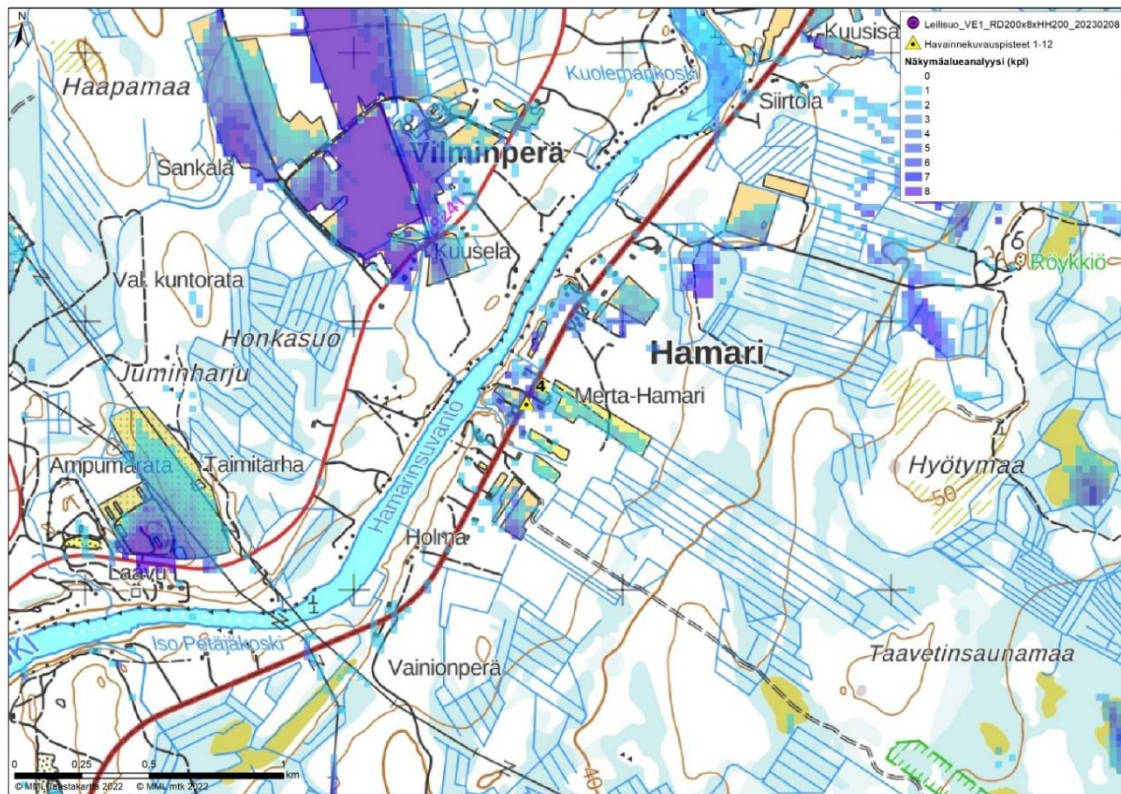 N
Leilisuo_VE1_RD200x8xHH200_20230208
Havainnekuvauspisteet 1-12
Näkymäalueanalyysi (kpl)
0
1
2
3
4
5
6
7
8
Kuusisa
Kuolemankoski
Haapamaa
Siirtola
Vilminperä
Sankala
Kuusela
Röykkiö
Val. kuntorata
Honkasuo
Hamari
Juminharju
4
Merta-Hamari
Hamarinsuvanto
Ampumarata
Taimitarha
Hyötymaa
50
Holma
Laavu
Iso Petäjäkoski
Vainionperä
Taavetinsaunamaa
40
0 0,25 0,5 1
km
© MML taustakartta 2022 © MML mtk 2022